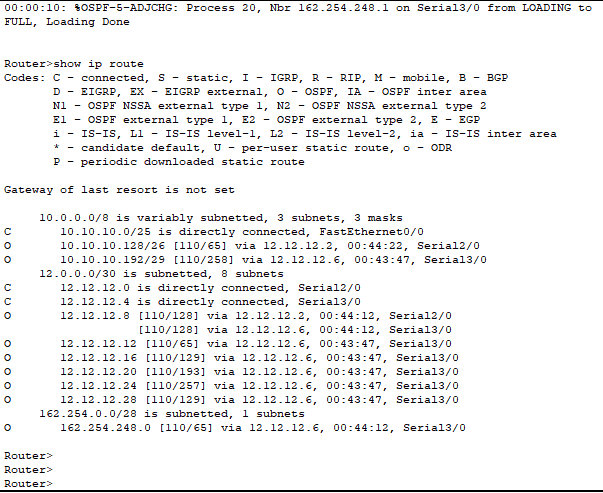 00:00:10: %OSPF-5-ADJCHG: Process 20, Nbr 162.254.248.1 on Serial3/0 from LOADING to
FULL, Loading Done
Router>show ip route
Codes: C - connected, S - static, I - IGRP, R - RIP, M - mobile, B - BGP
D - EIGRP, EX - EIGRP external, O - OSPF, IA - OSPF inter area
N1 - OSPF NSSA external type 1, N2 - OSPF NSSA external type 2
E1 - OSPF external type 1, E2 - OSPF external type 2, E - EGP
i - IS-IS, L1 - IS-IS level-1, L2 - IS-IS level-2, ia - IS-IS inter area
* - candidate default, U - per-user static route, o - ODR
P - periodic downloaded static route
Gateway of last resort is not set
10.0.0.0/8 is variably subnetted, 3 subnets, 3 masks
C 10.10.10.0/25 is directly connected, FastEthernet0/0
O 10.10.10.128/26 [110/65] via 12.12.12.2, 00:44:22, Serial2/0
O 10.10.10.192/29 [110/258] via 12.12.12.6, 00:43:47, Serial3/0
12.0.0.0/30 is subnetted, 8 subnets
C 12.12.12.0 is directly connected, Serial2/0
C 12.12.12.4 is directly connected, Serial3/0
O 12.12.12.8 [110/128] via 12.12.12.2, 00:44:12, Serial2/0
[110/128] via 12.12.12.6, 00:44:12, Serial3/0
O 12.12.12.12 [110/65] via 12.12.12.6, 00:43:47, Serial3/0
O 12.12.12.16 [110/129] via 12.12.12.6, 00:43:47, Serial3/0
O 12.12.12.20 [110/193] via 12.12.12.6, 00:43:47, Serial3/0
O 12.12.12.24 [110/257] via 12.12.12.6, 00:43:47, Serial3/0
O 12.12.12.28 [110/129] via 12.12.12.6, 00:43:47, Serial3/0
162.254.0.0/28 is subnetted, 1 subnets
O 162.254.248.0 [110/65] via 12.12.12.6, 00:44:12, Serial3/0
Router>
Router>
Router>